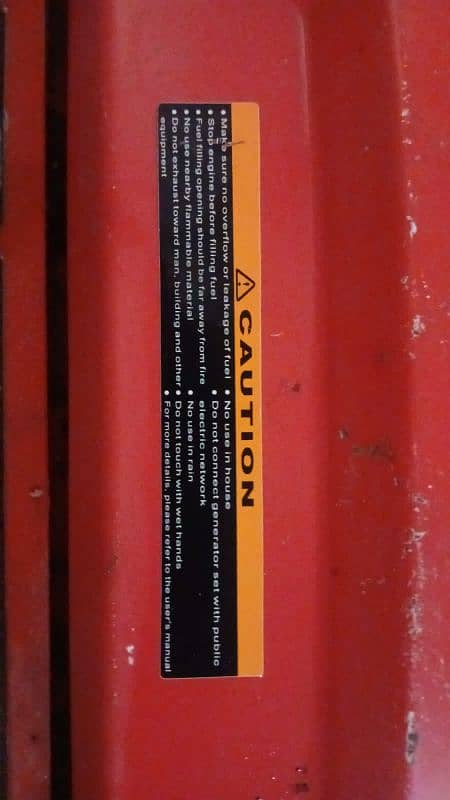 CAUTION
• Make sure no overflow or leakage of fuel
• Stop engine before filling fuel
• Fuel filling opening should be far away from fire
• No use nearby flammable material
• Do not exhaust toward man, building and other
equipment
• No use in house
• Do not connect generator set with public
electric network
• No use in rain
• Do not touch with wet hands
• For more details, please refer to the user's manual